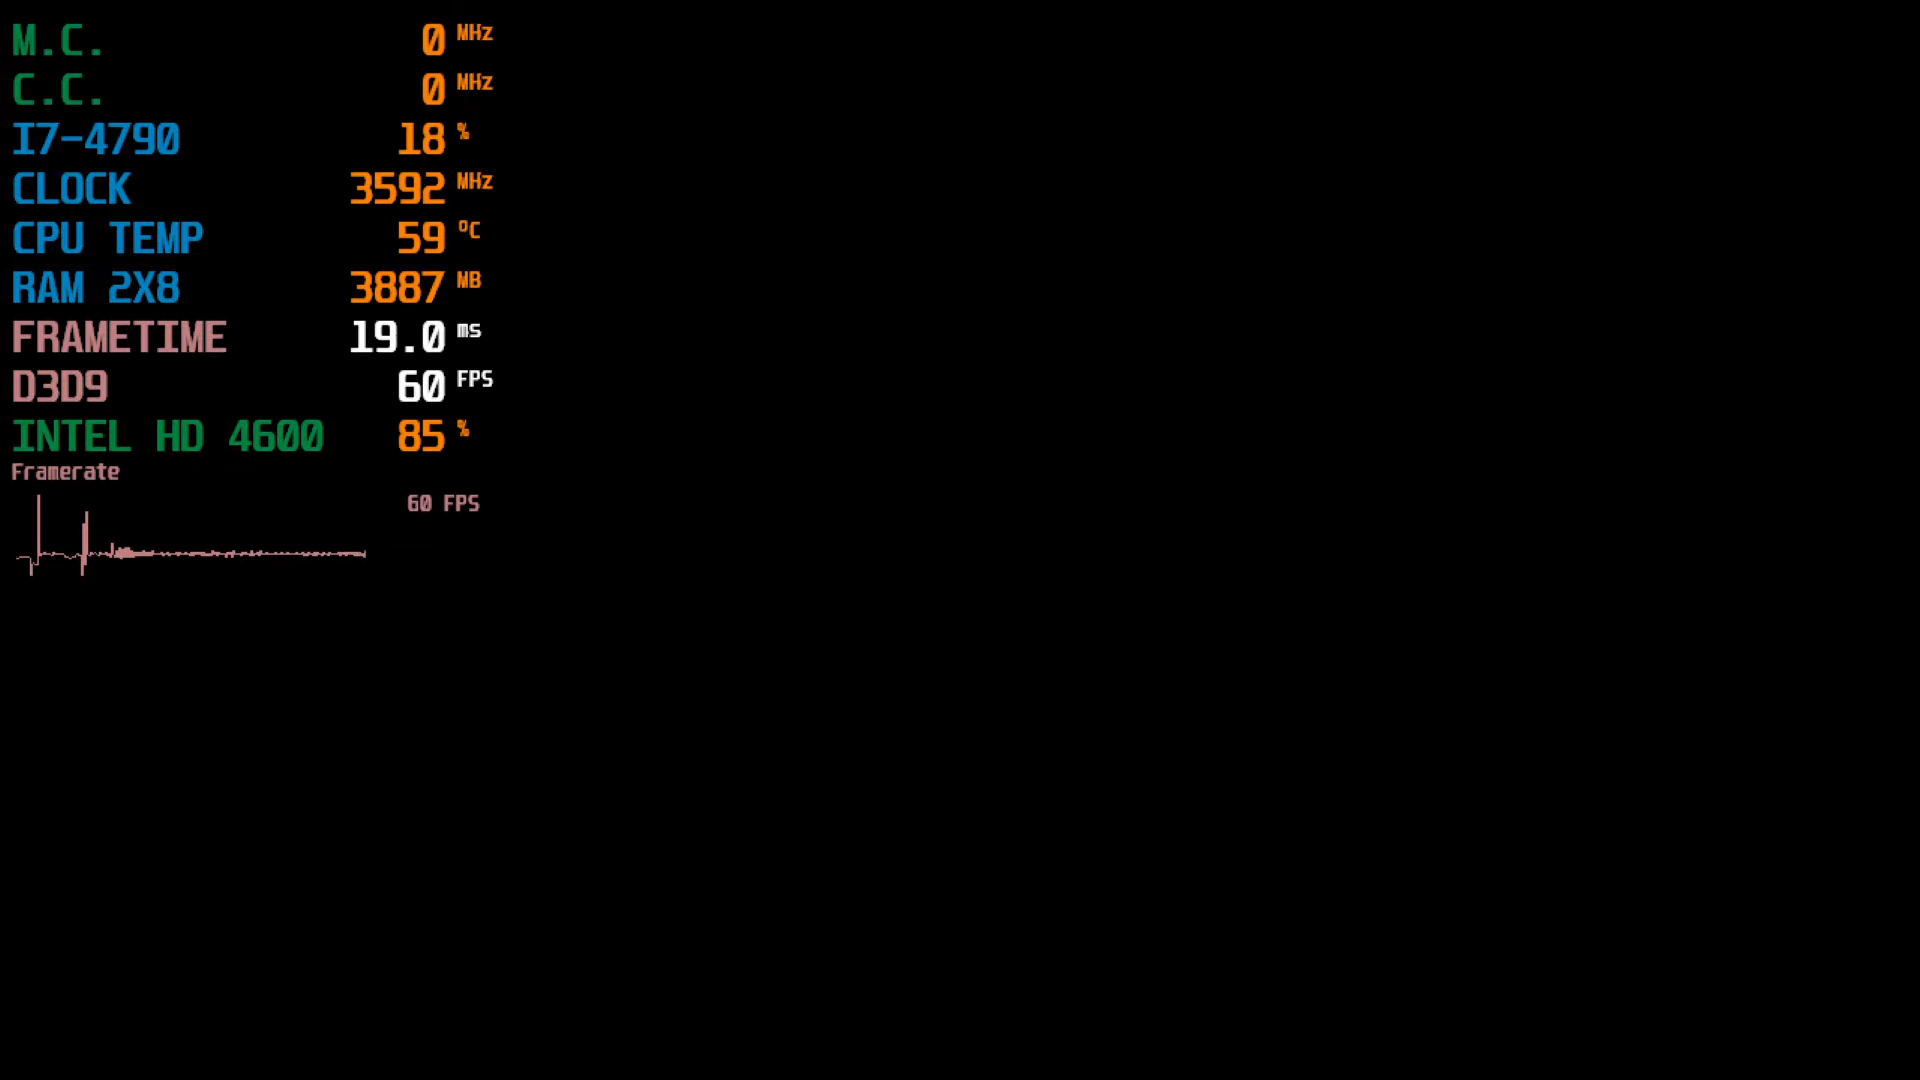 M.C. 0 MHz
C.C. 0 MHz
I7-4790 18 %
CLOCK 3592 MHz
CPU TEMP 59 °C
RAM 2X8 3887 MB
FRAMETIME 19.0 ms
D3D9 60 FPS
INTEL HD 4600 85 %
Framerate
60 FPS